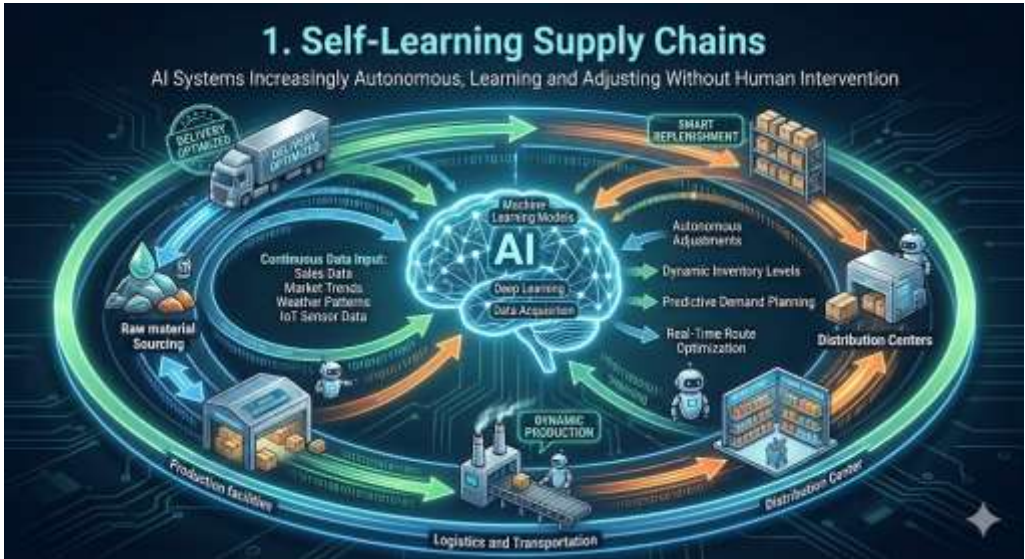 1. Self-Learning Supply Chains
AI Systems Increasingly Autonomous, Learning and Adjusting Without Human Intervention
DELIVERY
OPTIMIZED
DELIVERY
OPTIMIZED
SMART
REPLENISHMENT
Machine
Learning Models
AI
Deep Learning
Data Acquisition
Continuous Data Input:
Sales Data
Market Trends
Weather Patterns
IoT Sensor Data
Autonomous
Adjustments
Dynamic Inventory Levels
Predictive Demand Planning
Real-Time Route
Optimization
Raw material
Sourcing
Distribution Centers
DYNAMIC
PRODUCTION
Production facilities
Logistics and Transportation
Distribution Center